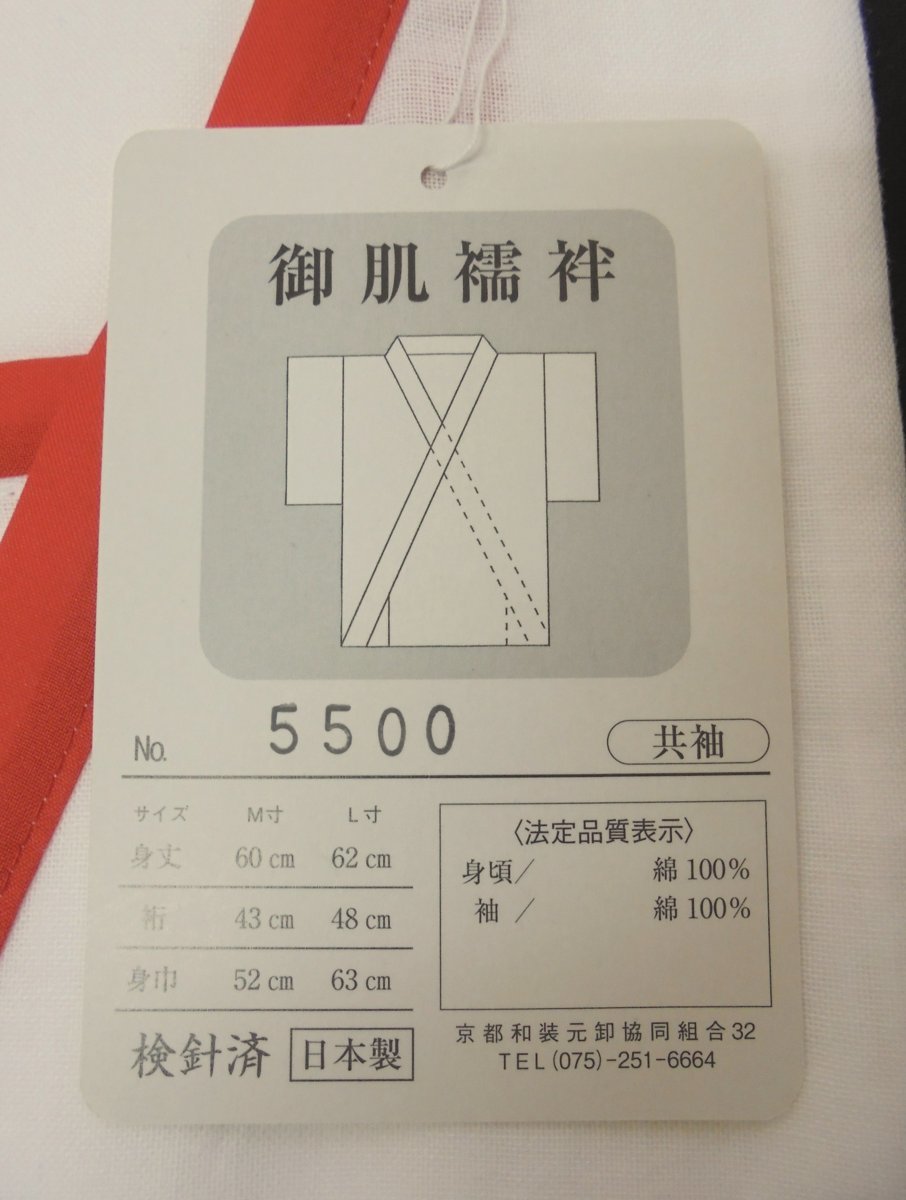 御肌襦袢
No. 5500
共袖
サイズ M寸 L寸
身丈 60cm 62cm
裄 43cm 48cm
身巾 52cm 63cm
検針済 日本製
〈法定品質表示〉
身頃/ 綿100%
袖/ 綿100%
京都和装元卸協同組合32
TEL(075)-251-6664